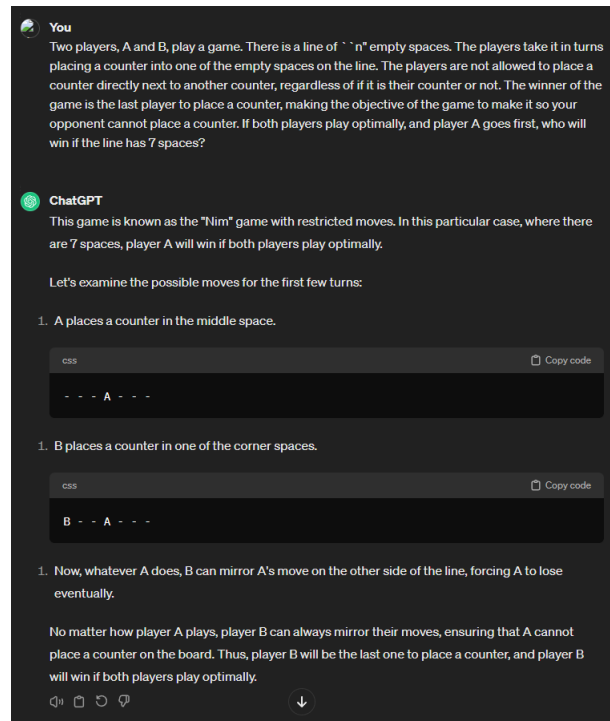 You
Two players, A and B, play a game. There is a line of ``n" empty spaces. The players take it in turns
placing a counter into one of the empty spaces on the line. The players are not allowed to place a
counter directly next to another counter, regardless of if it is their counter or not. The winner of the
game is the last player to place a counter, making the objective of the game to make it so your
opponent cannot place a counter. If both players play optimally, and player A goes first, who will
win if the line has 7 spaces?
ChatGPT
This game is known as the "Nim" game with restricted moves. In this particular case, where there
are 7 spaces, player A will win if both players play optimally.
Let's examine the possible moves for the first few turns:
1. A places a counter in the middle space.
css Copy code
- - - A - - -
1. B places a counter in one of the corner spaces.
css Copy code
B - - A - - -
1. Now, whatever A does, B can mirror A's move on the other side of the line, forcing A to lose
eventually.
No matter how player A plays, player B can always mirror their moves, ensuring that A cannot
place a counter on the board. Thus, player B will be the last one to place a counter, and player B
will win if both players play optimally.